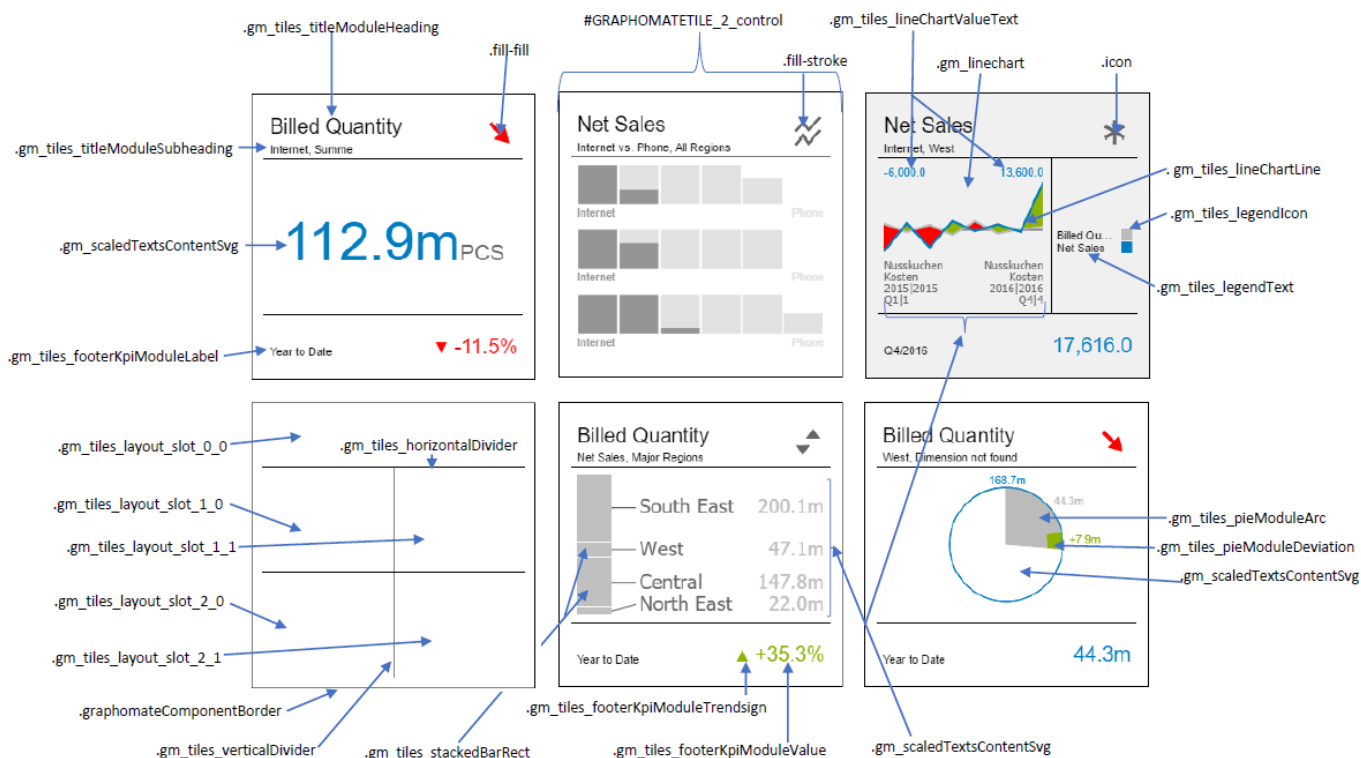 .gm_tiles_titleModuleHeading
#GRAPHOMATETILE_2_control
.gm_tiles_lineChartValueText
.fill-fill
.fill-stroke
.gm_linechart
.icon
Billed Quantity
Internet, Summe
.gm_tiles_titleModuleSubheading
112.9m PCS
.gm_scaledTextsContentSvg
Year to Date
▼ -11.5%
.gm_tiles_footerKpiModuleLabel
Net Sales
Internet vs. Phone, All Regions
Internet Phone
Internet Phone
Internet Phone
Net Sales
Internet, West
-6,000.0 13,600.0
.gm_tiles_lineChartLine
.gm_tiles_legendIcon
Billed Qu...
Net Sales
.gm_tiles_legendText
Nusskuchen Nusskuchen
Kosten Kosten
2015|2015 2016|2016
Q1|1 Q4|4
Q4/2016 17,616.0
.gm_tiles_layout_slot_0_0
.gm_tiles_horizontalDivider
.gm_tiles_layout_slot_1_0
.gm_tiles_layout_slot_1_1
.gm_tiles_layout_slot_2_0
.gm_tiles_layout_slot_2_1
.graphomateComponentBorder
.gm_tiles_verticalDivider
.gm_tiles_stackedBarRect
Billed Quantity
Net Sales, Major Regions
South East 200.1m
West 47.1m
Central 147.8m
North East 22.0m
Year to Date ▲ +35.3%
.gm_tiles_footerKpiModuleTrendsign
.gm_tiles_footerKpiModuleValue
.gm_scaledTextsContentSvg
Billed Quantity
West, Dimension not found
168.7m
44.3m
+7.9m
.gm_tiles_pieModuleArc
.gm_tiles_pieModuleDeviation
.gm_scaledTextsContentSvg
Year to Date 44.3m